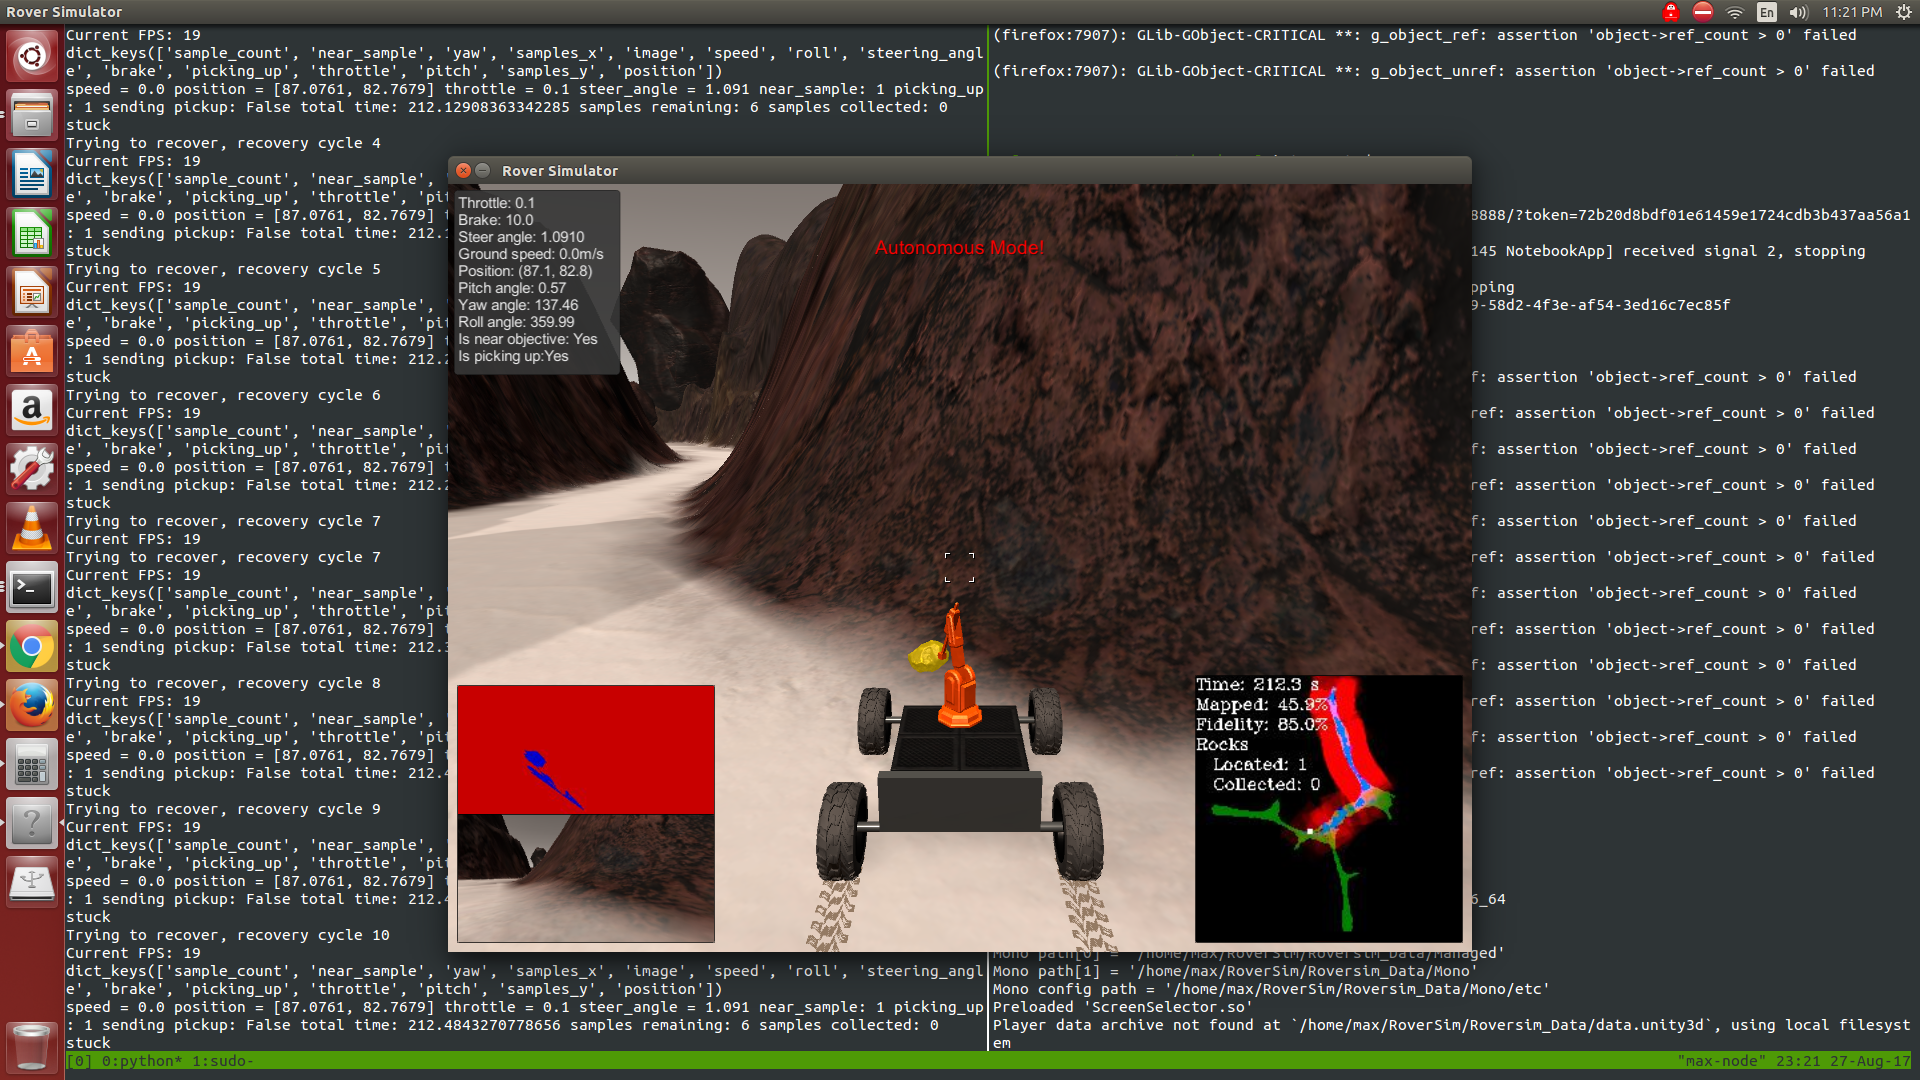 Rover Simulator
En
11:21 PM
Current FPS: 19
dict_keys(['sample_count', 'near_sample', 'yaw', 'samples_x', 'image', 'speed', 'roll', 'steering_angl
e', 'brake', 'picking_up', 'throttle', 'pitch', 'samples_y', 'position'])
speed = 0.0 position = [87.0761, 82.7679] throttle = 0.1 steer_angle = 1.091 near_sample: 1 picking_up
: 1 sending pickup: False total time: 212.12908363342285 samples remaining: 6 samples collected: 0
stuck
Trying to recover, recovery cycle 4
Current FPS: 19
dict_keys(['sample_count', 'near_sample',
e', 'brake', 'picking_up', 'throttle', 'pit
speed = 0.0 position = [87.0761, 82.7679] t
: 1 sending pickup: False total time: 212.1
stuck
Trying to recover, recovery cycle 5
Current FPS: 19
dict_keys(['sample_count', 'near_sample',
e', 'brake', 'picking_up', 'throttle', 'pit
speed = 0.0 position = [87.0761, 82.7679] t
: 1 sending pickup: False total time: 212.2
stuck
Trying to recover, recovery cycle 6
Current FPS: 19
dict_keys(['sample_count', 'near_sample',
e', 'brake', 'picking_up', 'throttle', 'pit
speed = 0.0 position = [87.0761, 82.7679] t
: 1 sending pickup: False total time: 212.2
stuck
Trying to recover, recovery cycle 7
Current FPS: 19
Trying to recover, recovery cycle 7
Current FPS: 19
dict_keys(['sample_count', 'near_sample',
e', 'brake', 'picking_up', 'throttle', 'pit
speed = 0.0 position = [87.0761, 82.7679] t
: 1 sending pickup: False total time: 212.3
stuck
Trying to recover, recovery cycle 8
Current FPS: 19
dict_keys(['sample_count', 'near_sample',
e', 'brake', 'picking_up', 'throttle', 'pit
speed = 0.0 position = [87.0761, 82.7679] t
: 1 sending pickup: False total time: 212.4
stuck
Trying to recover, recovery cycle 9
Current FPS: 19
dict_keys(['sample_count', 'near_sample',
e', 'brake', 'picking_up', 'throttle', 'pit
speed = 0.0 position = [87.0761, 82.7679] t
: 1 sending pickup: False total time: 212.4
stuck
Trying to recover, recovery cycle 10
Current FPS: 19
dict_keys(['sample_count', 'near_sample', 'yaw', 'samples_x', 'image', 'speed', 'roll', 'steering_angl
e', 'brake', 'picking_up', 'throttle', 'pitch', 'samples_y', 'position'])
speed = 0.0 position = [87.0761, 82.7679] throttle = 0.1 steer_angle = 1.091 near_sample: 1 picking_up
: 1 sending pickup: False total time: 212.4843270778656 samples remaining: 6 samples collected: 0
stuck
Rover Simulator
Throttle: 0.1
Brake: 10.0
Steer angle: 1.0910
Ground speed: 0.0m/s
Position: (87.1, 82.8)
Pitch angle: 0.57
Yaw angle: 137.46
Roll angle: 359.99
Is near objective: Yes
Is picking up:Yes
Autonomous Mode!
Time: 212.3 s
Mapped: 45.9%
Fidelity: 85.0%
Rocks
Located: 1
Collected: 0
(firefox:7907): GLib-GObject-CRITICAL **: g_object_ref: assertion 'object->ref_count > 0' failed
(firefox:7907): GLib-GObject-CRITICAL **: g_object_unref: assertion 'object->ref_count > 0' failed
8888/?token=72b20d8bdf01e61459e1724cdb3b437aa56a1
145 NotebookApp] received signal 2, stopping
pping
9-58d2-4f3e-af54-3ed16c7ec85f
f: assertion 'object->ref_count > 0' failed
ref: assertion 'object->ref_count > 0' failed
f: assertion 'object->ref_count > 0' failed
ref: assertion 'object->ref_count > 0' failed
f: assertion 'object->ref_count > 0' failed
ref: assertion 'object->ref_count > 0' failed
f: assertion 'object->ref_count > 0' failed
ref: assertion 'object->ref_count > 0' failed
f: assertion 'object->ref_count > 0' failed
ref: assertion 'object->ref_count > 0' failed
f: assertion 'object->ref_count > 0' failed
ref: assertion 'object->ref_count > 0' failed
6_64
Mono path[0] = '/home/max/RoverSim/Roversim_Data/Managed'
Mono path[1] = '/home/max/RoverSim/Roversim_Data/Mono'
Mono config path = '/home/max/RoverSim/Roversim_Data/Mono/etc'
Preloaded 'ScreenSelector.so'
Player data archive not found at `/home/max/RoverSim/Roversim_Data/data.unity3d`, using local filesyst
em
[0] 0:python* 1:sudo-
"max-node" 23:21 27-Aug-17